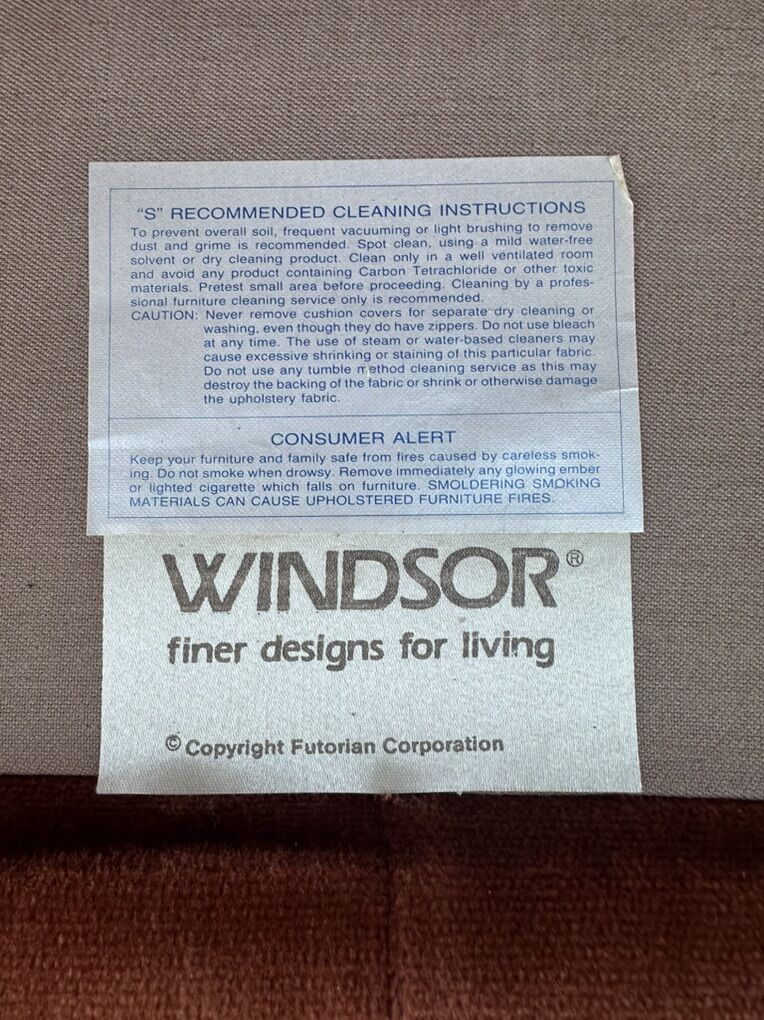 "S" RECOMMENDED CLEANING INSTRUCTIONS
To prevent overall soil, frequent vacuuming or light brushing to remove
dust and grime is recommended. Spot clean, using a mild water-free
solvent or dry cleaning product. Clean only in a well ventilated room
and avoid any product containing Carbon Tetrachloride or other toxic
materials. Pretest small area before proceeding. Cleaning by a profes-
sional furniture cleaning service only is recommended.
CAUTION: Never remove cushion covers for separate dry cleaning or
washing, even though they do have zippers. Do not use bleach
at any time. The use of steam or water-based cleaners may
cause excessive shrinking or staining of this particular fabric.
Do not use any tumble method cleaning service as this may
destroy the backing of the fabric or shrink or otherwise damage
the upholstery fabric.
CONSUMER ALERT
Keep your furniture and family safe from fires caused by careless smok-
ing. Do not smoke when drowsy. Remove immediately any glowing ember
or lighted cigarette which falls on furniture. SMOLDERING SMOKING
MATERIALS CAN CAUSE UPHOLSTERED FURNITURE FIRES.
WINDSOR®
finer designs for living
© Copyright Futorian Corporation